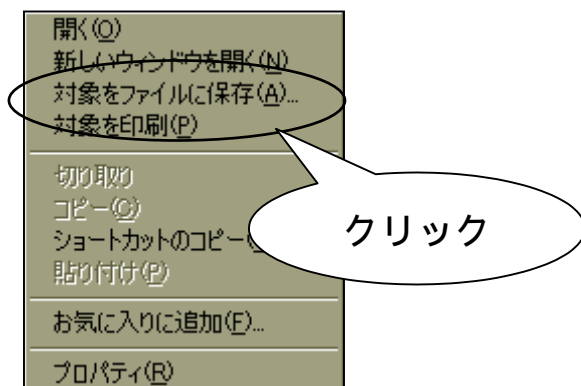 開く(O)
新しいウィンドウを開く(N)
対象をファイルに保存(A)...
対象を印刷(P)
切り取り
コピー(C)
ショートカットのコピー
貼り付け(P)
お気に入りに追加(F)...
プロパティ(R)
クリック